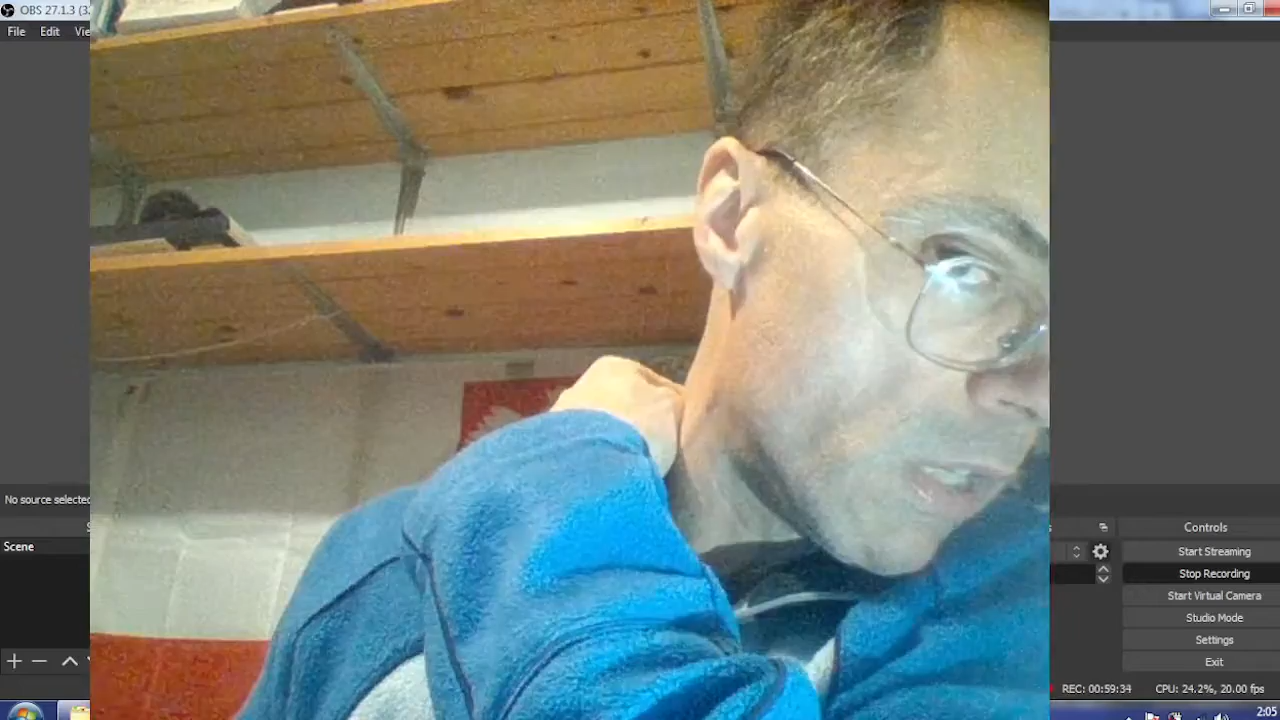 OBS 27.1.3 (32
File Edit
No source selected
Scene
Controls
Start Streaming
Stop Recording
Start Virtual Camera
Studio Mode
Settings
Exit
REC: 00:59:34 CPU: 24.2%, 20.00 fps
2:05